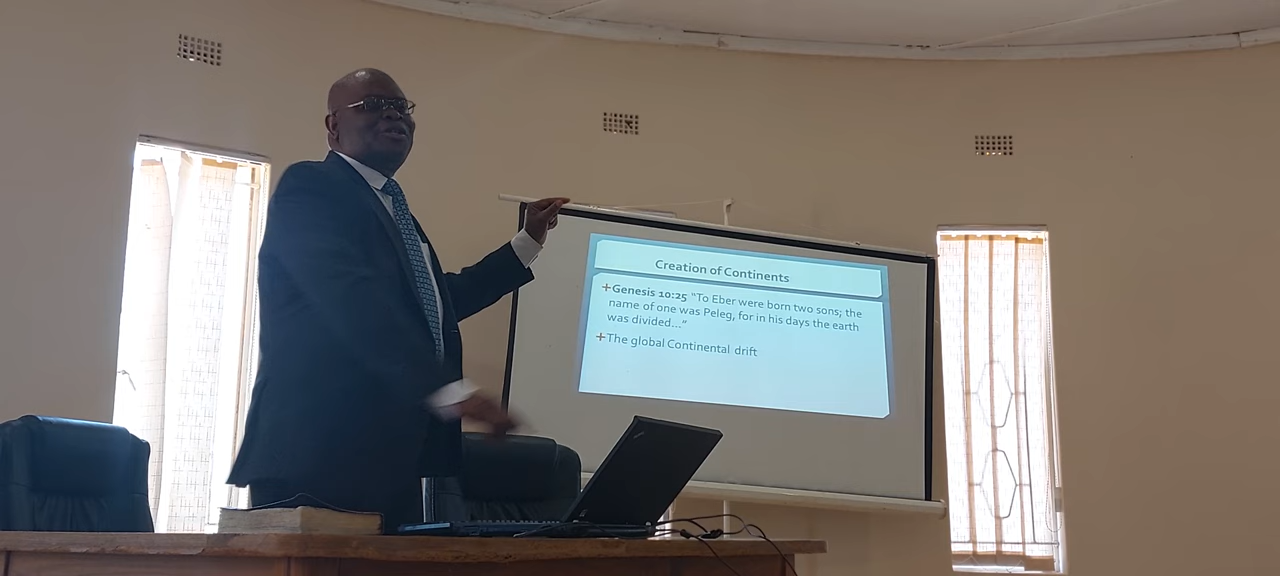 Creation of Continents
+Genesis 10:25 "To Eber were born two sons; the
name of one was Peleg, for in his days the earth
was divided..."
+The global Continental drift